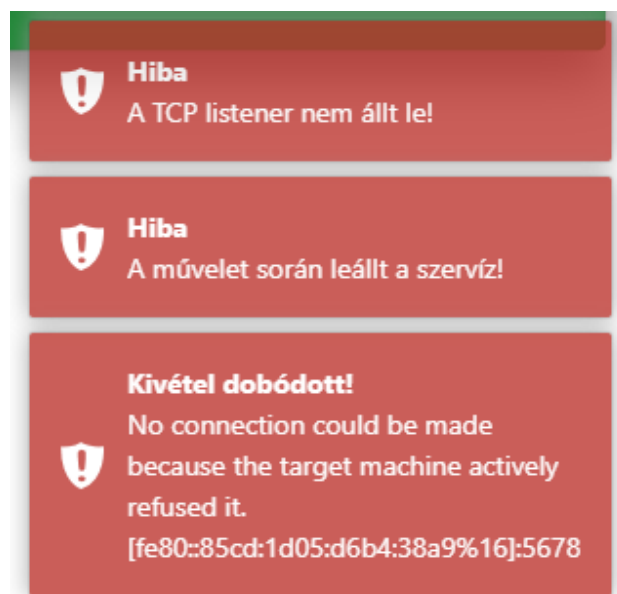 Hiba
A TCP listener nem állt le!
Hiba
A művelet során leállt a szervíz!
Kivétel dobódott!
No connection could be made
because the target machine actively
refused it.
[fe80::85cd:1d05:d6b4:38a9%16]:5678